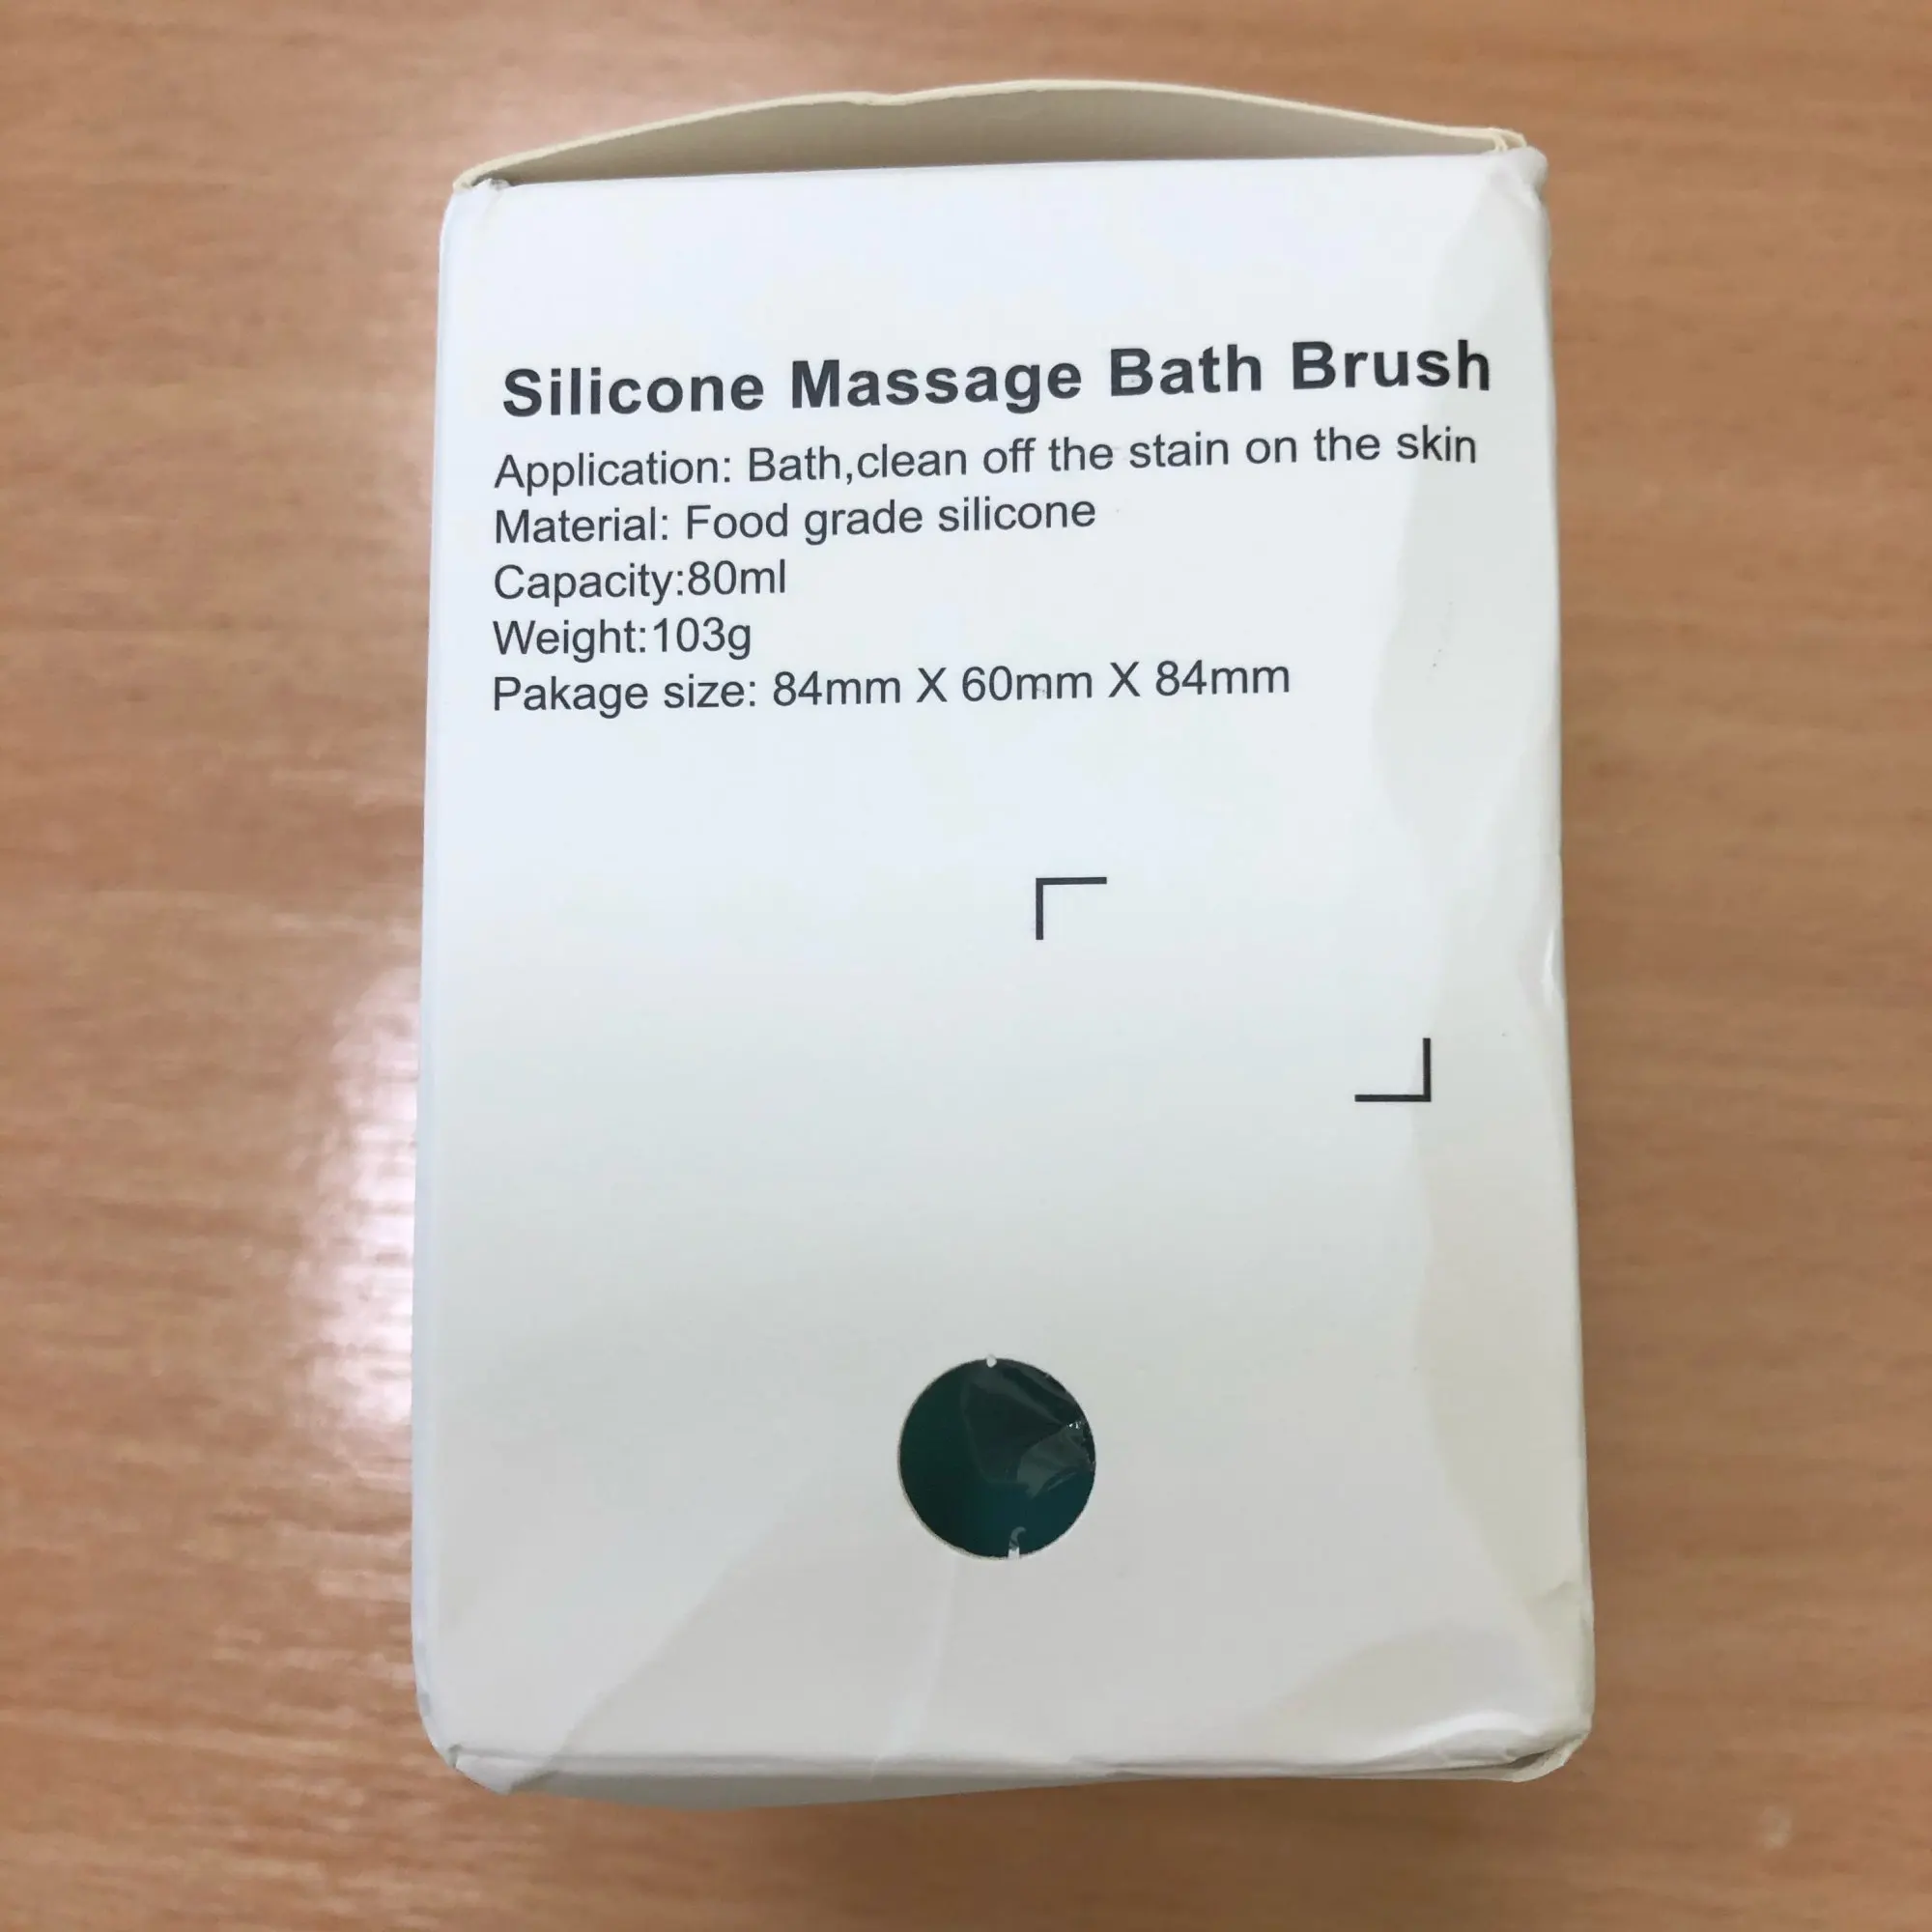 Silicone Massage Bath Brush
Application: Bath,clean off the stain on the skin
Material: Food grade silicone
Capacity:80ml
Weight:103g
Pakage size: 84mm X 60mm X 84mm